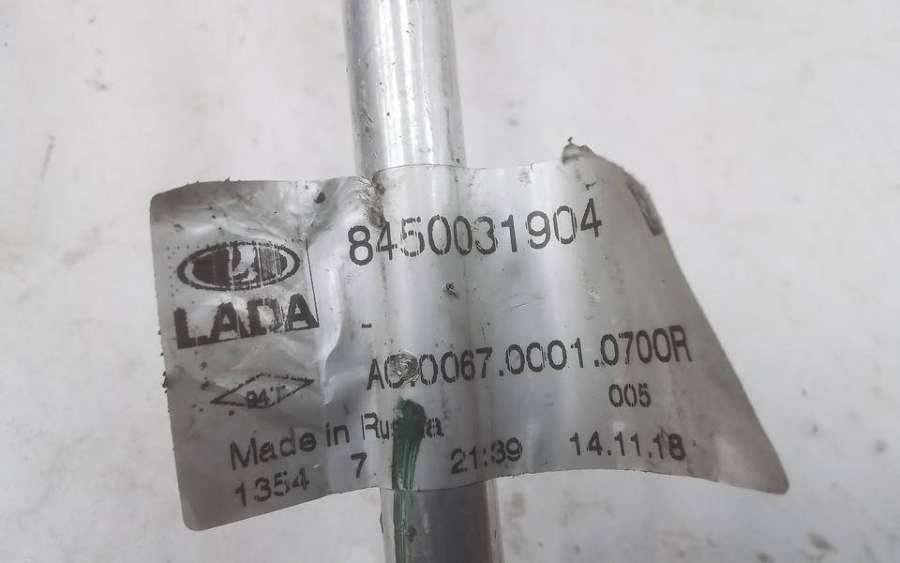 8450031904
LADA
.0067.0001.0700R
005
Made in Russia
1354 7 21:39 14.11.18